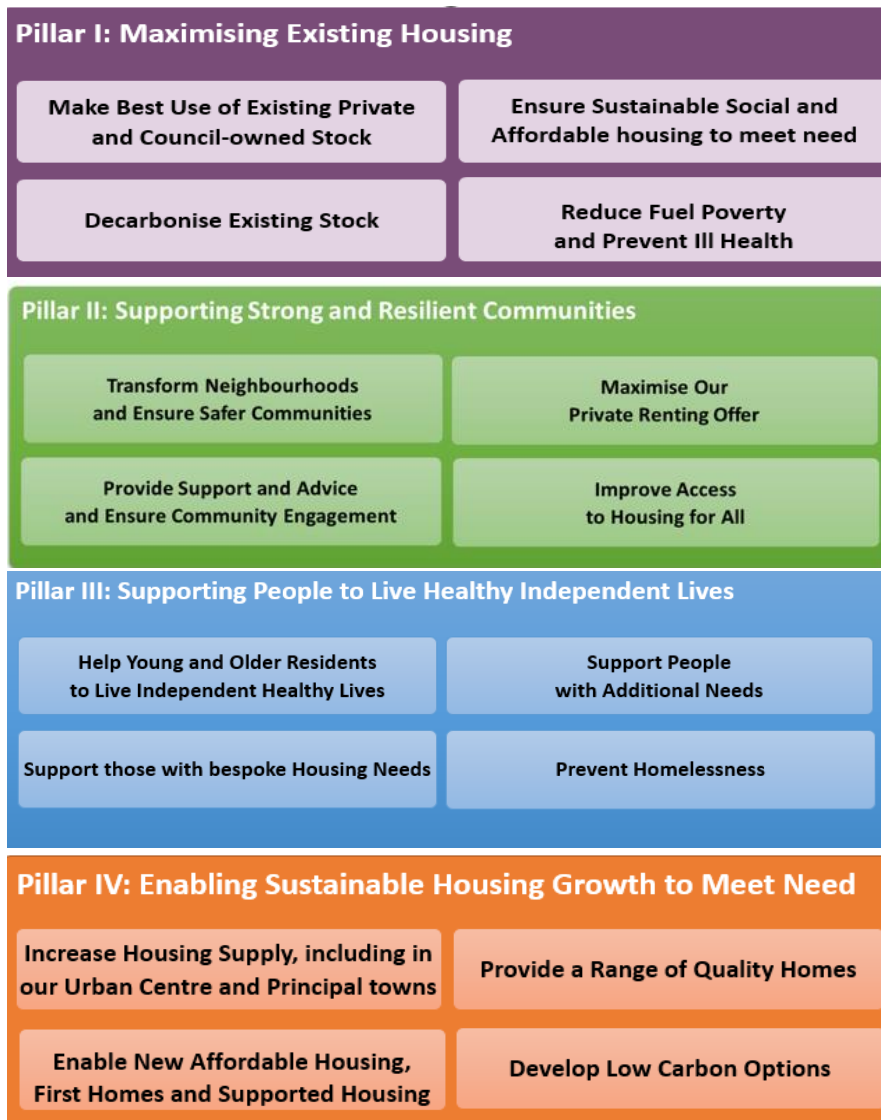 Pillar I: Maximising Existing Housing
Make Best Use of Existing Private
and Council-owned Stock
Ensure Sustainable Social and
Affordable housing to meet need
Decarbonise Existing Stock
Reduce Fuel Poverty
and Prevent Ill Health
Pillar II: Supporting Strong and Resilient Communities
Transform Neighbourhoods
and Ensure Safer Communities
Maximise Our
Private Renting Offer
Provide Support and Advice
and Ensure Community Engagement
Improve Access
to Housing for All
Pillar III: Supporting People to Live Healthy Independent Lives
Help Young and Older Residents
to Live Independent Healthy Lives
Support People
with Additional Needs
Support those with bespoke Housing Needs
Prevent Homelessness
Pillar IV: Enabling Sustainable Housing Growth to Meet Need
Increase Housing Supply, including in
our Urban Centre and Principal towns
Provide a Range of Quality Homes
Enable New Affordable Housing,
First Homes and Supported Housing
Develop Low Carbon Options